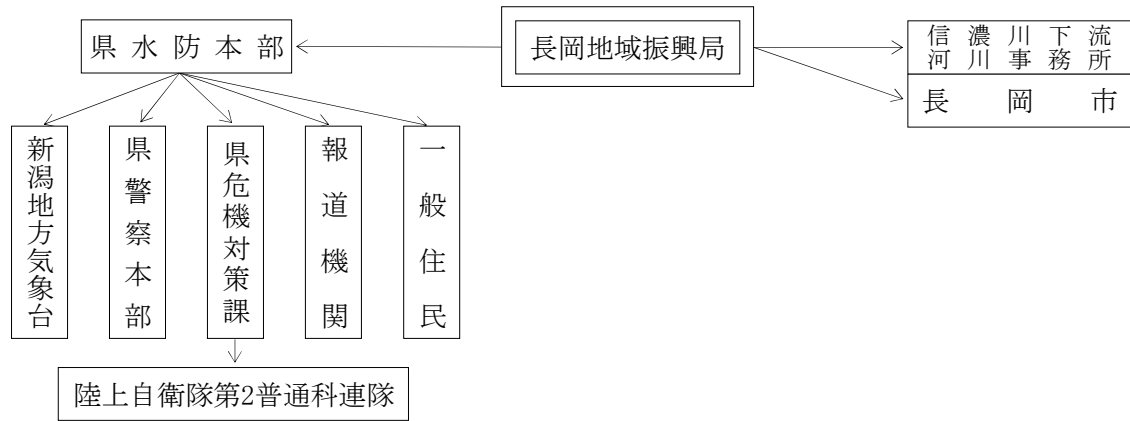 県水防本部
長岡地域振興局
信濃川下流
河川事務所
長岡市
新潟地方気象台
県警察本部
県危機対策課
報道機関
一般住民
陸上自衛隊第2普通科連隊